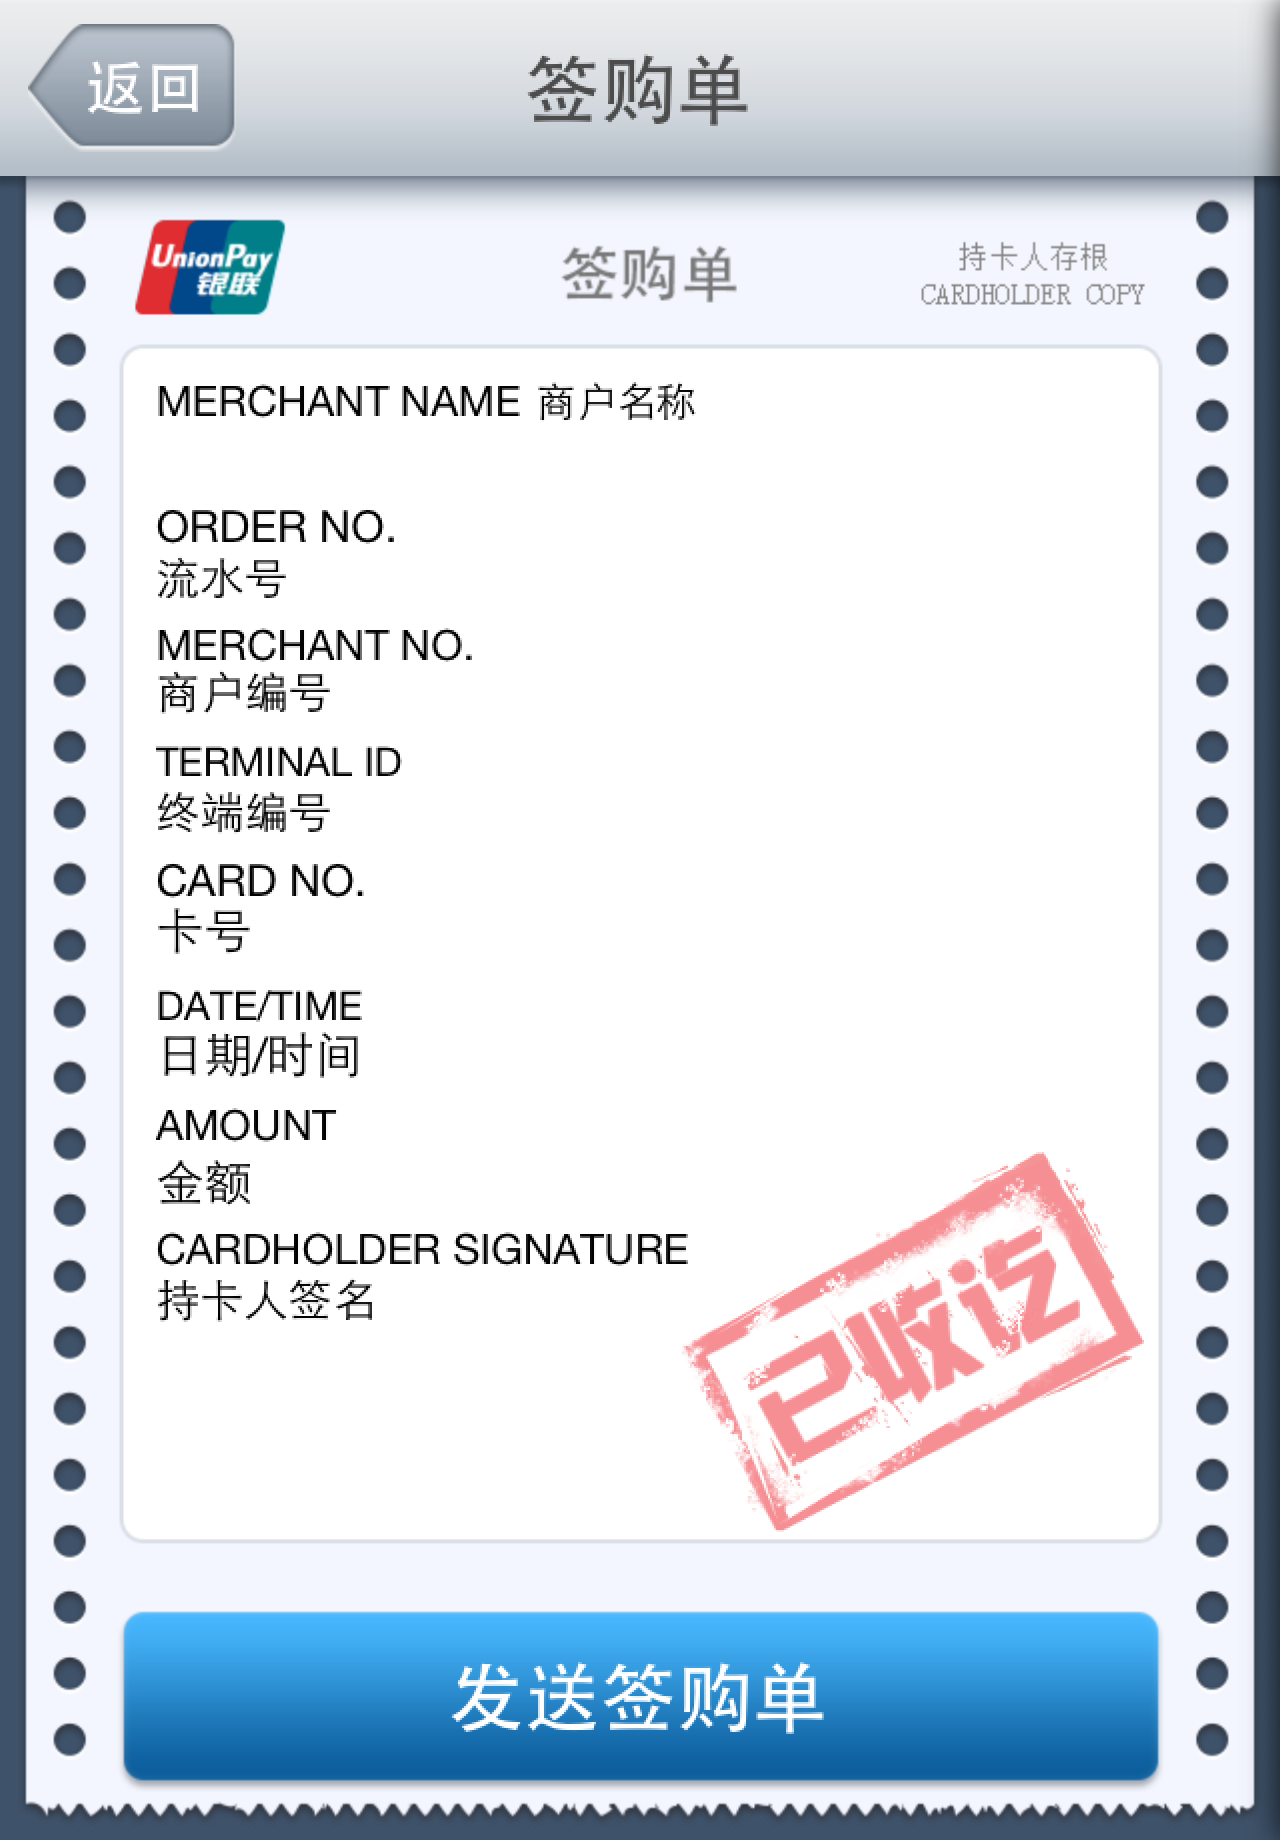 返回
签购单
UnionPay
银联
签购单
持卡人存根
CARDHOLDER COPY
MERCHANT NAME 商户名称
ORDER NO.
流水号
MERCHANT NO.
商户编号
TERMINAL ID
终端编号
CARD NO.
卡号
DATE/TIME
日期/时间
AMOUNT
金额
CARDHOLDER SIGNATURE
持卡人签名
已收讫
发送签购单